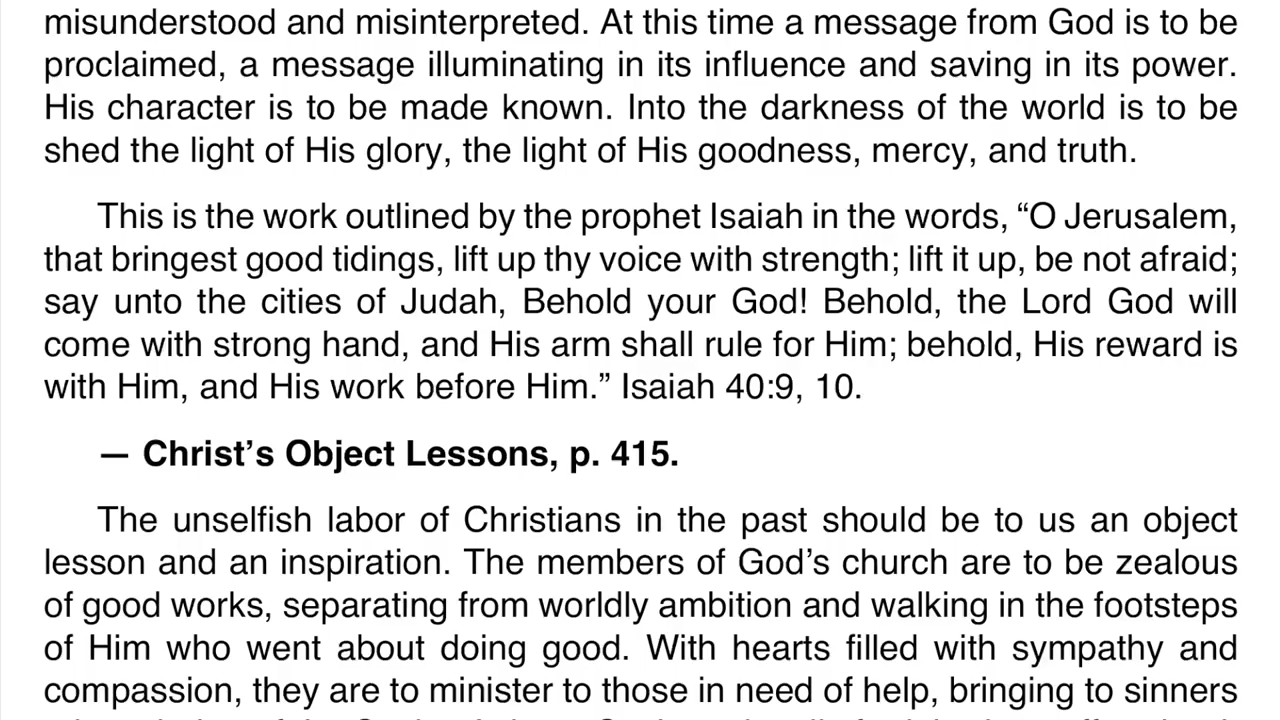 misunderstood and misinterpreted. At this time a message from God is to be
proclaimed, a message illuminating in its influence and saving in its power.
His character is to be made known. Into the darkness of the world is to be
shed the light of His glory, the light of His goodness, mercy, and truth.
This is the work outlined by the prophet Isaiah in the words, “O Jerusalem,
that bringest good tidings, lift up thy voice with strength; lift it up, be not afraid;
say unto the cities of Judah, Behold your God! Behold, the Lord God will
come with strong hand, and His arm shall rule for Him; behold, His reward is
with Him, and His work before Him.” Isaiah 40:9, 10.
— Christ’s Object Lessons, p. 415.
The unselfish labor of Christians in the past should be to us an object
lesson and an inspiration. The members of God’s church are to be zealous
of good works, separating from worldly ambition and walking in the footsteps
of Him who went about doing good. With hearts filled with sympathy and
compassion, they are to minister to those in need of help, bringing to sinners